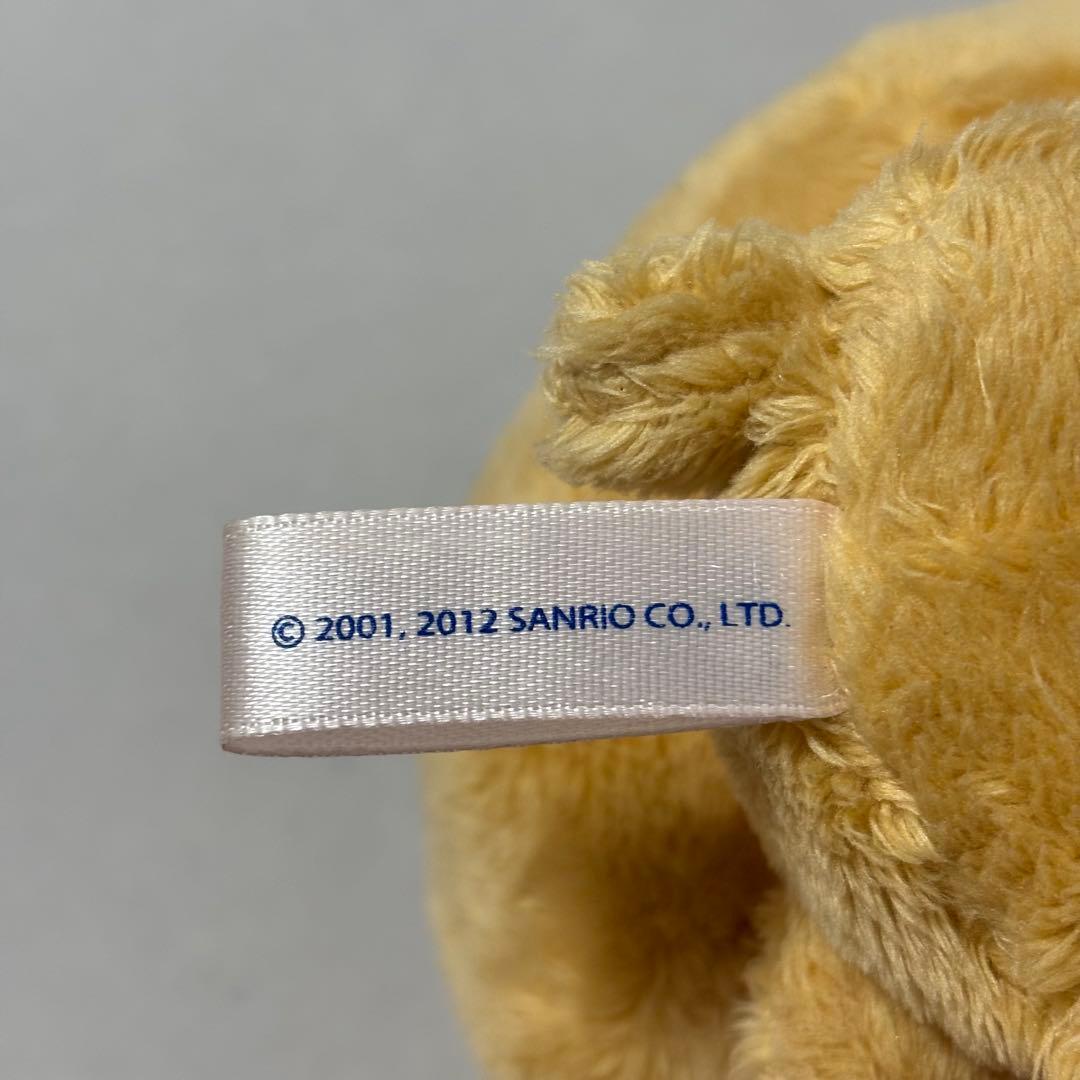 © 2001, 2012 SANRIO CO., LTD.